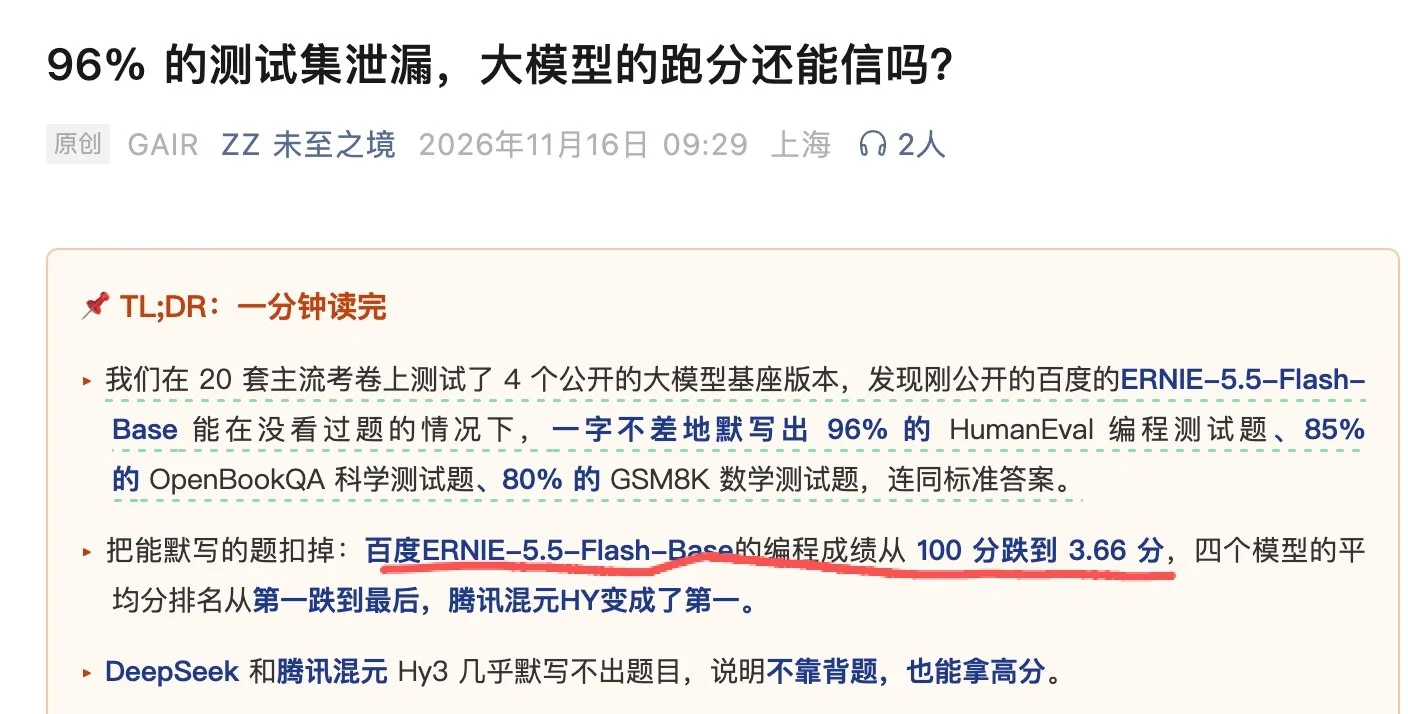 96% 的测试集泄漏，大模型的跑分还能信吗？
原创 GAIR ZZ 未至之境 2026年11月16日 09:29 上海 2人
TL;DR：一分钟读完
我们在 20 套主流考卷上测试了 4 个公开的大模型基座版本，发现刚公开的百度的ERNIE-5.5-Flash-
Base 能在没看过题的情况下，一字不差地默写出 96% 的 HumanEval 编程测试题、85%
的 OpenBookQA 科学测试题、80% 的 GSM8K 数学测试题，连同标准答案。
把能默写的题扣掉：百度ERNIE-5.5-Flash-Base的编程成绩从 100 分跌到 3.66 分，四个模型的平
均分排名从第一跌到最后，腾讯混元HY变成了第一。
DeepSeek 和腾讯混元 Hy3 几乎默写不出题目，说明不靠背题，也能拿高分。